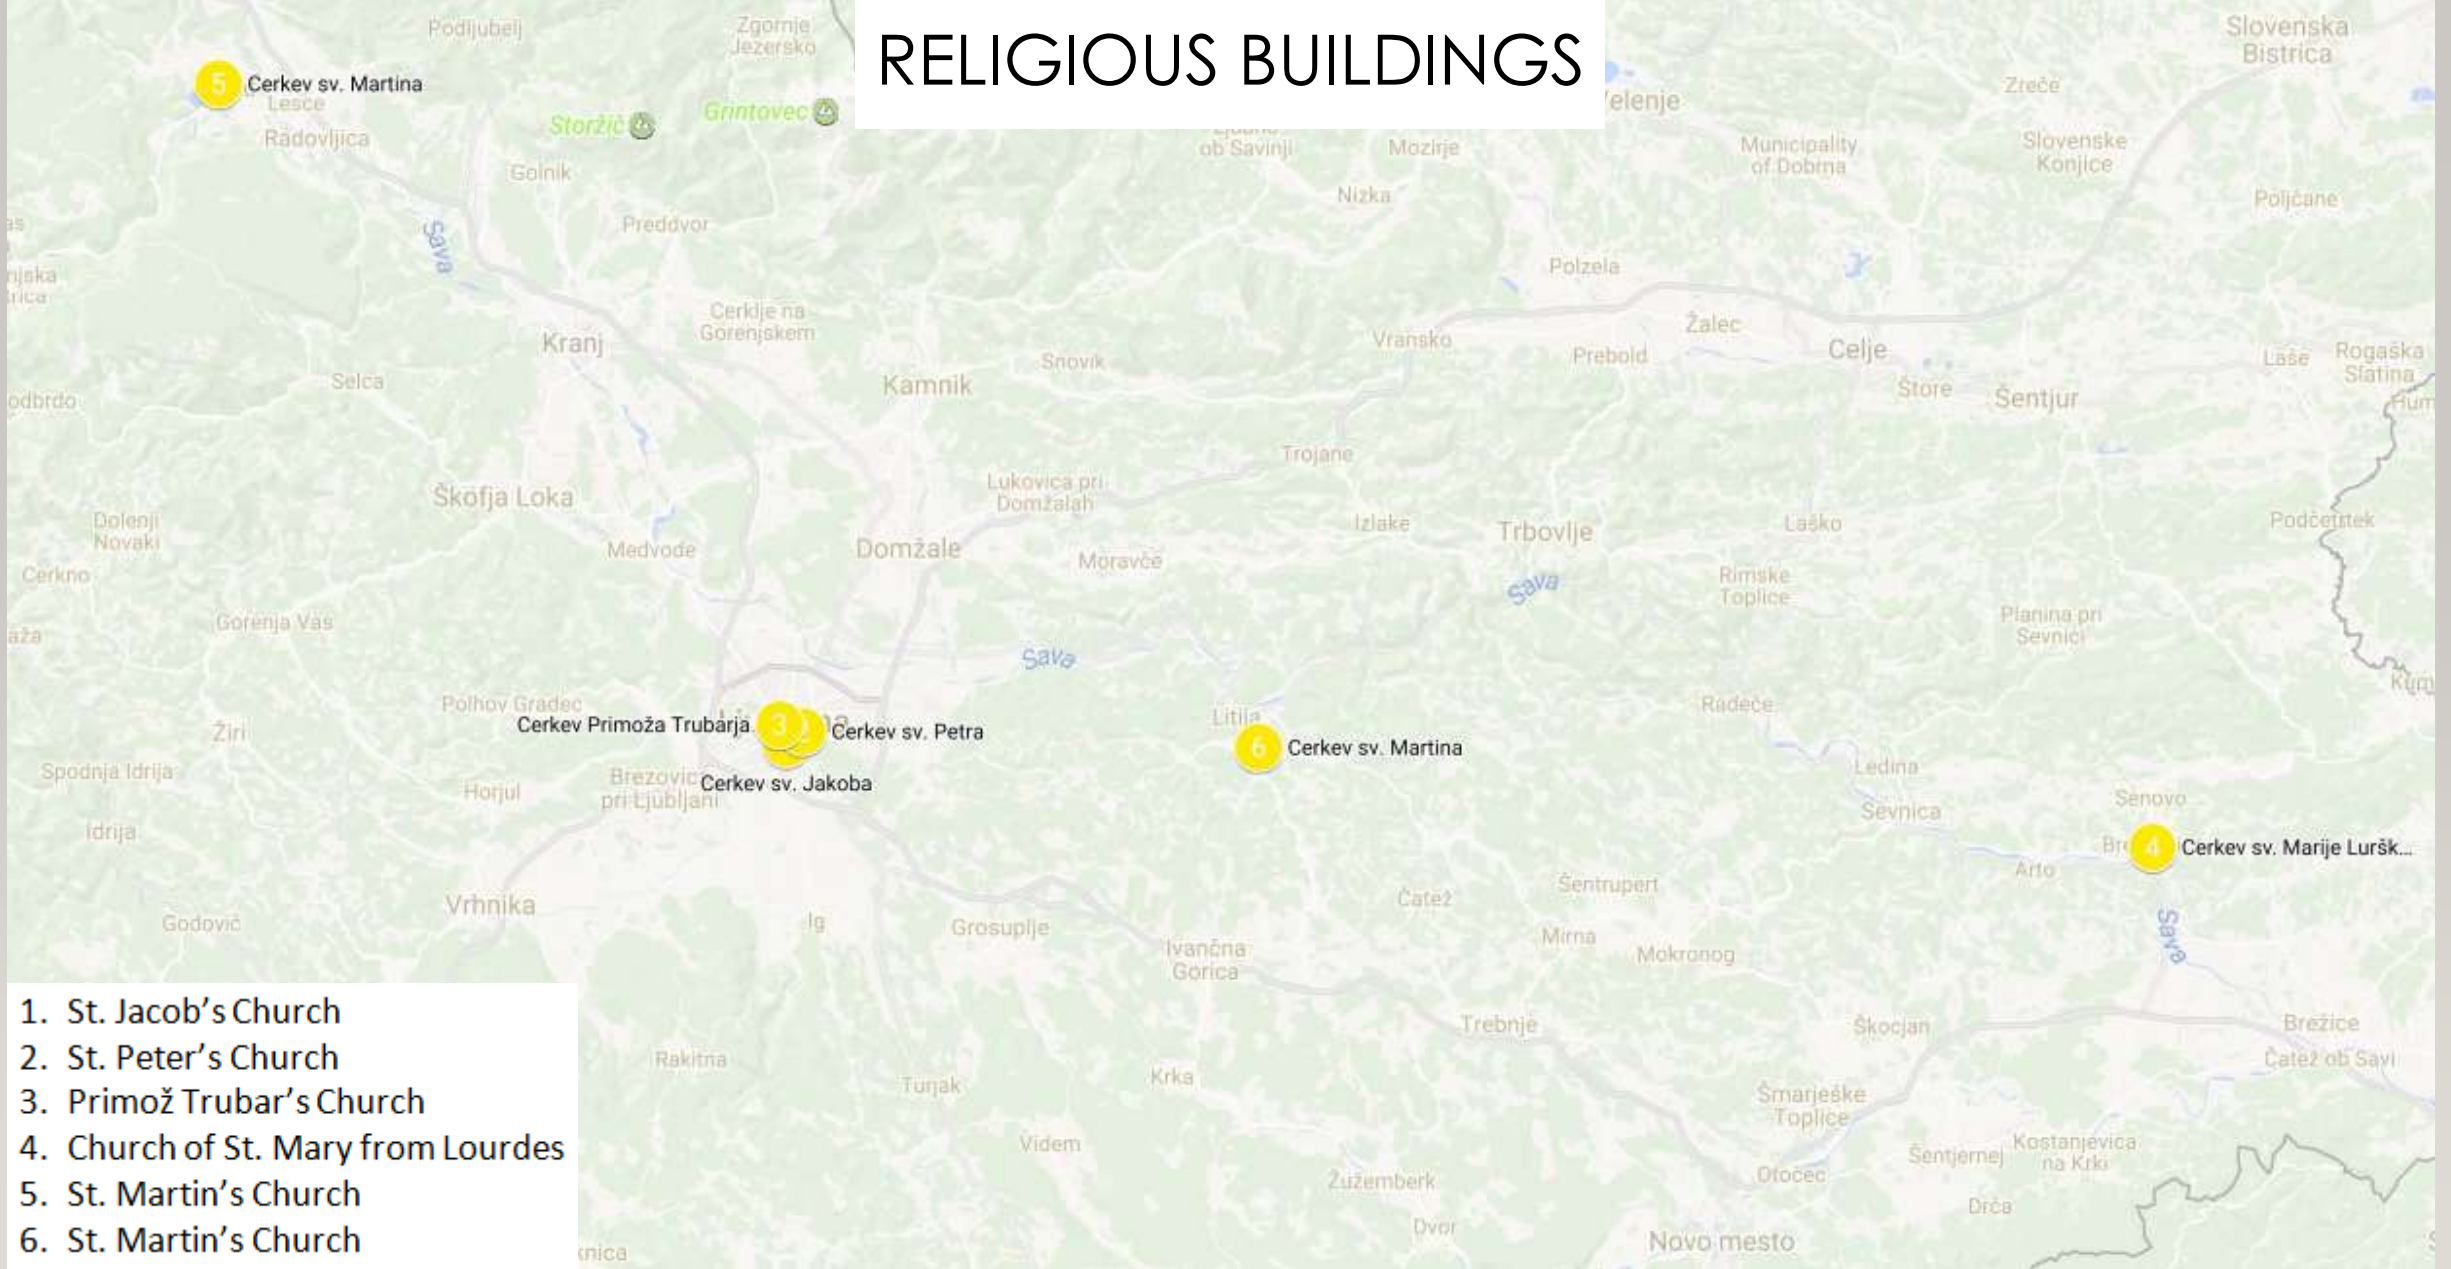 RELIGIOUS BUILDINGS
Podljubelj
Zgornje
Jezersko
Slovenska
Bistrica
5
Cerkev sv. Martina
Lesce
Radovljica
Storžič
Grintovec
Zreče
ob Savinji
Mozirje
Municipality
of Dobrna
Slovenske
Konjice
Golnik
Nizka
Poljčane
Preddvor
Sava
Polzela
Cerklje na
Gorenjskem
Kranj
Vransko
Žalec
Prebold
Celje
Laše
Rogaška
Slatina
Selca
Kamnik
Snovik
Štore
Šentjur
Trojane
Škofja Loka
Lukovica pri
Domžalah
Dolenji
Novaki
Izlake
Trbovlje
Laško
Podčetrtek
Medvode
Domžale
Moravče
Cerkno
Sava
Rimske
Toplice
Gorenja Vas
Planina pri
Sevnici
Sava
Polhov Gradec
Radeče
Žiri
Cerkev Primoža Trubarja
3
Cerkev sv. Petra
Litija
6
Cerkev sv. Martina
Spodnja Idrija
Brezovica
pri Ljubljani
Cerkev sv. Jakoba
Ledina
Horjul
Sevnica
Senovo
Idrija
4
Cerkev sv. Marije Luršk...
Arto
Šentrupert
Čatež
Vrhnika
Godovič
Ig
Grosuplje
Sava
Mirna
Ivančna
Gorica
Mokronog
Trebnje
Škocjan
Brežice
Rakitna
Čatež ob Savi
Turjak
Krka
Šmarješke
Toplice
Videm
Kostanjevica
na Krki
Šentjernej
Žužemberk
Otočec
Drča
Dvor
Novo mesto
1. St. Jacob's Church
2. St. Peter's Church
3. Primož Trubar's Church
4. Church of St. Mary from Lourdes
5. St. Martin's Church
6. St. Martin's Church